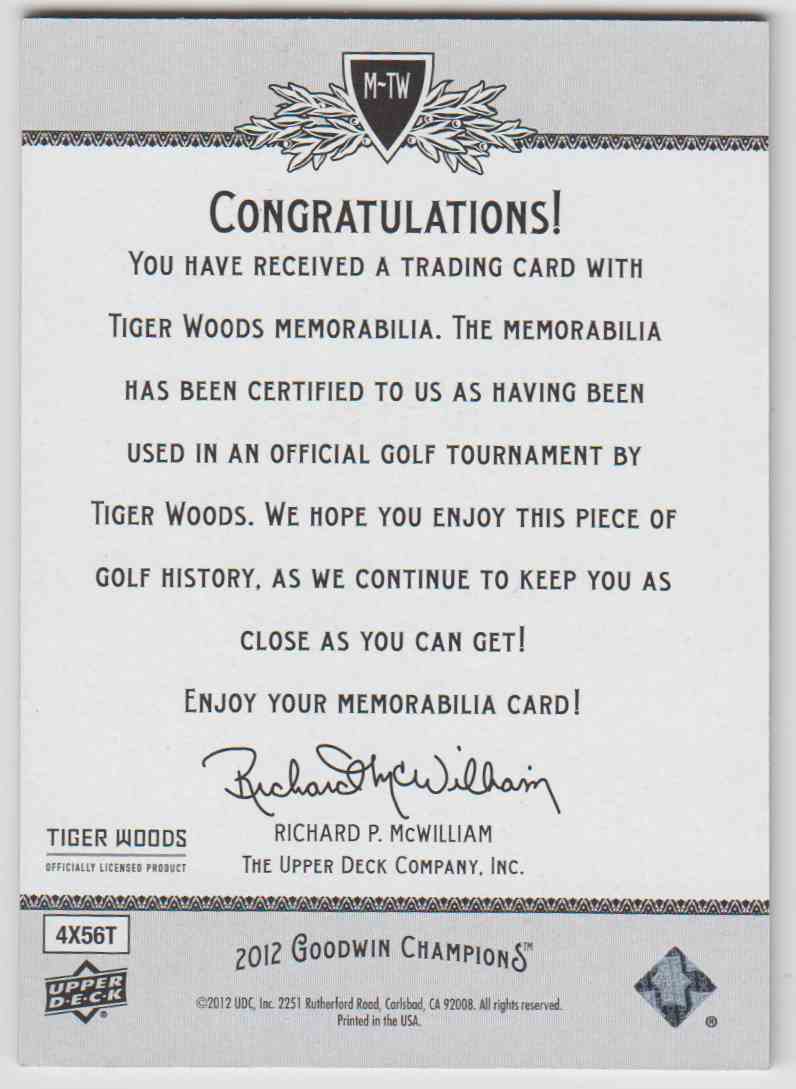 M~TW
CONGRATULATIONS!
YOU HAVE RECEIVED A TRADING CARD WITH
TIGER WOODS MEMORABILIA. THE MEMORABILIA
HAS BEEN CERTIFIED TO US AS HAVING BEEN
USED IN AN OFFICIAL GOLF TOURNAMENT BY
TIGER WOODS. WE HOPE YOU ENJOY THIS PIECE OF
GOLF HISTORY, AS WE CONTINUE TO KEEP YOU AS
CLOSE AS YOU CAN GET!
ENJOY YOUR MEMORABILIA CARD!
Richard McWilliam
RICHARD P. McWILLIAM
THE UPPER DECK COMPANY, INC.
TIGER WOODS
OFFICIALLY LICENSED PRODUCT
4X56T
UPPER
D·E·C·K
®
2012 GOODWIN CHAMPIONS™
©2012 UDC, Inc. 2251 Rutherford Road, Carlsbad, CA 92008. All rights reserved.
Printed in the USA.
®